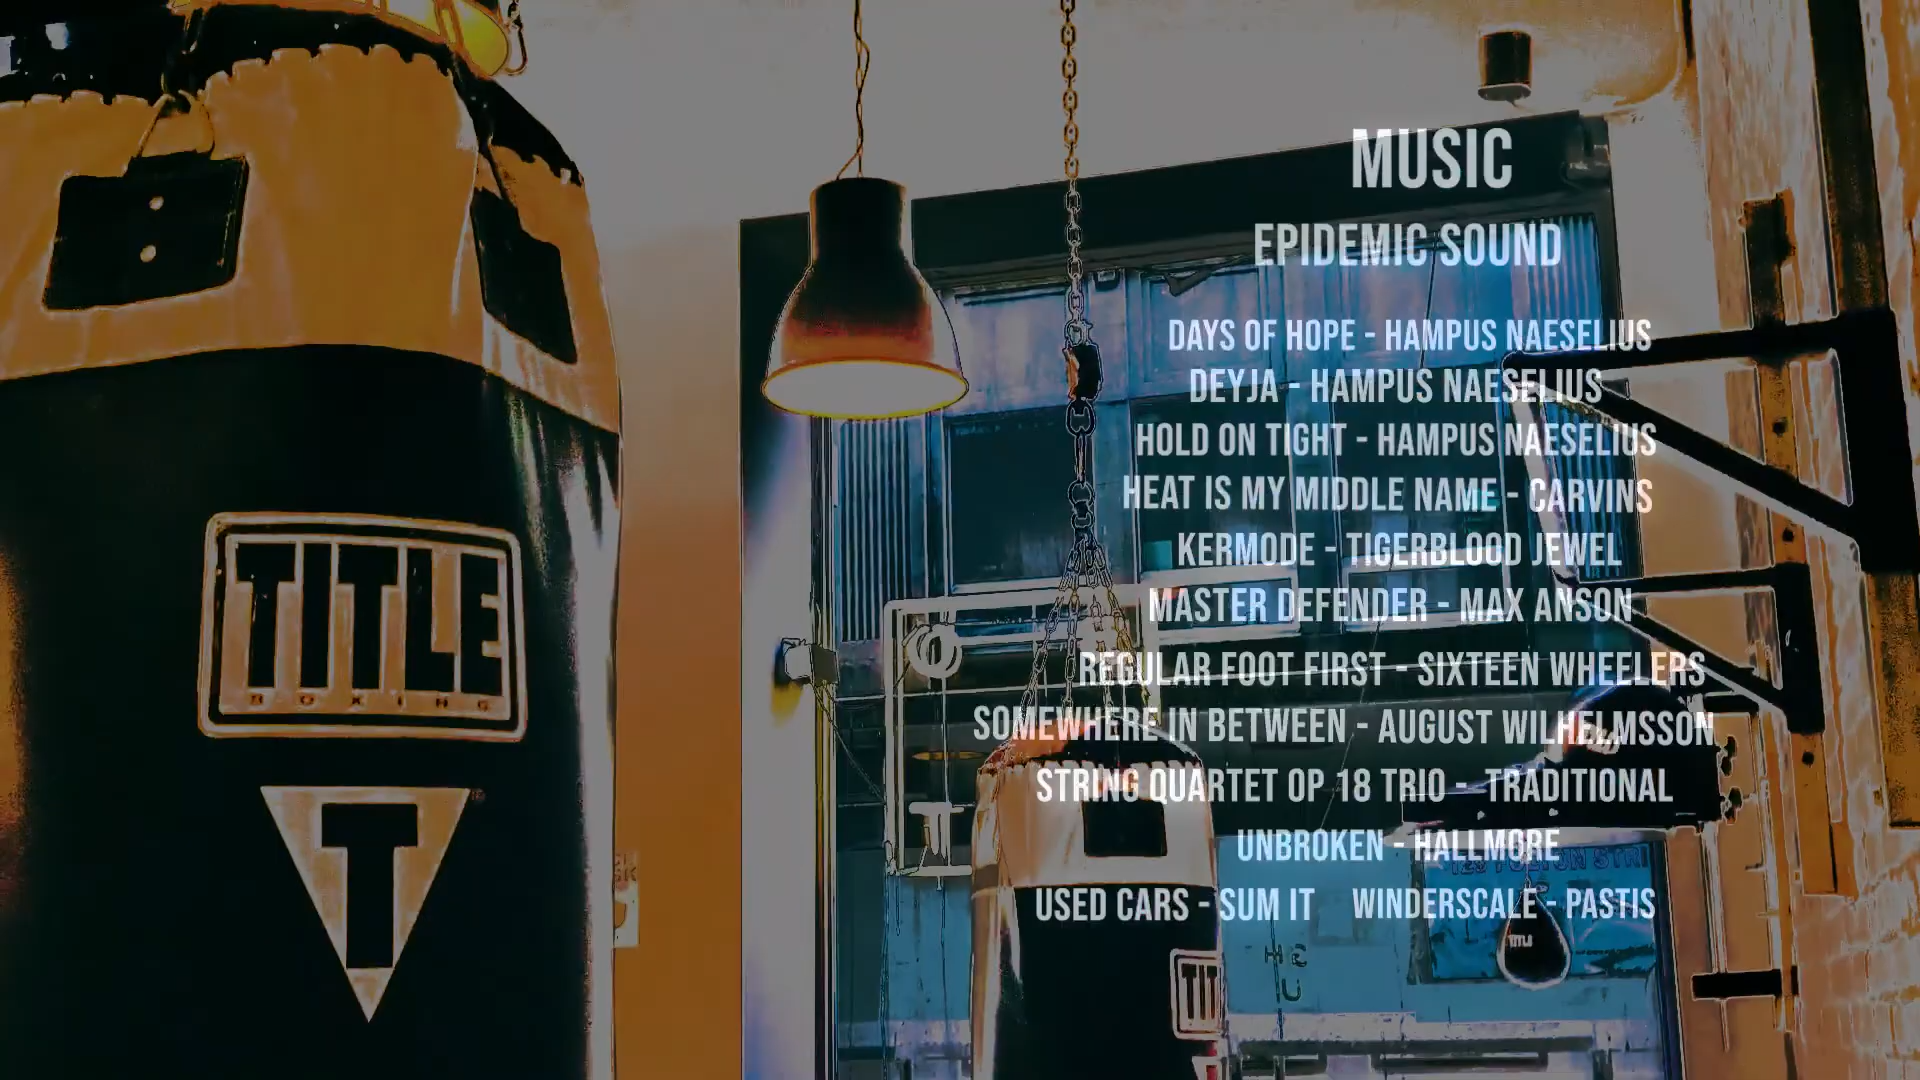 MUSIC
EPIDEMIC SOUND
DAYS OF HOPE - HAMPUS NAESELIUS
DEYJA - HAMPUS NAESELIUS
HOLD ON TIGHT - HAMPUS NAESELIUS
HEAT IS MY MIDDLE NAME - CARVINS
KERMODE - TIGERBLOOD JEWEL
MASTER DEFENDER - MAX ANSON
REGULAR FOOT FIRST - SIXTEEN WHEELERS
SOMEWHERE IN BETWEEN - AUGUST WILHELMSSON
STRING QUARTET OP 18 TRIO - TRADITIONAL
UNBROKEN - HALLMORE
USED CARS - SUM IT WINDERSCALE - PASTIS
TITLE
BOXING
T
TIT
TITLE